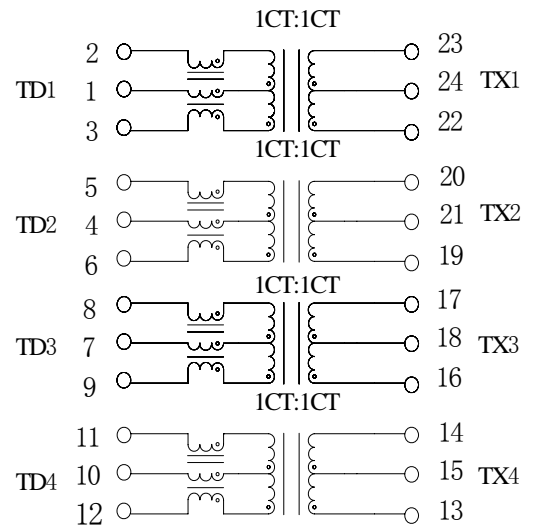 1CT:1CT
2 23
TD1 1 24 TX1
3 22
1CT:1CT
5 20
TD2 4 21 TX2
6 19
1CT:1CT
8 17
TD3 7 18 TX3
9 16
1CT:1CT
11 14
TD4 10 15 TX4
12 13